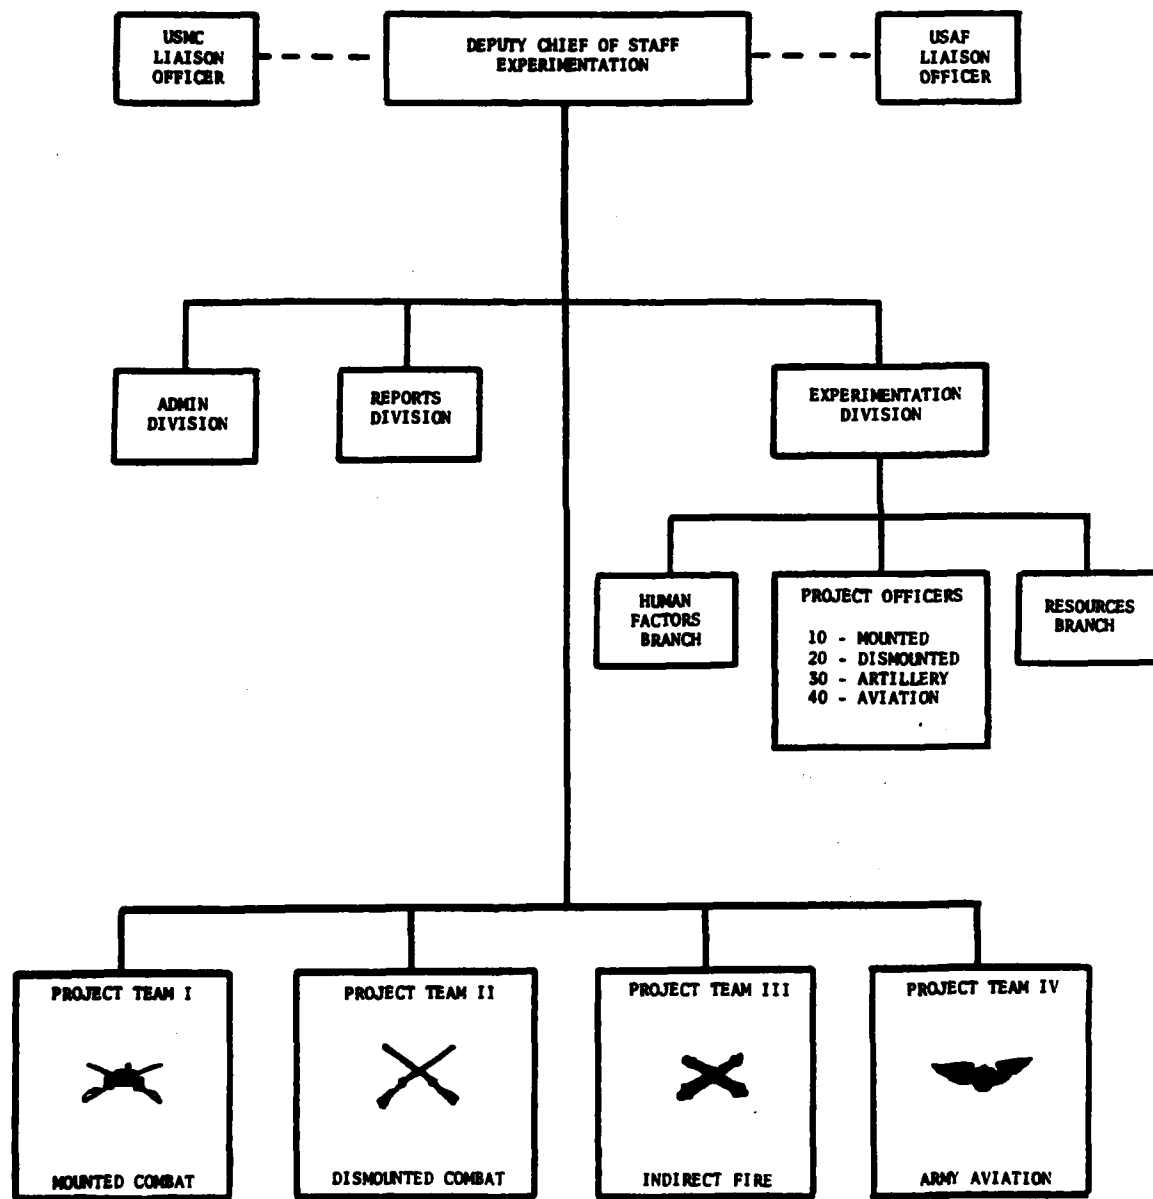 USMC
LIAISON
OFFICER
DEPUTY CHIEF OF STAFF
EXPERIMENTATION
USAF
LIAISON
OFFICER
ADMIN
DIVISION
REPORTS
DIVISION
EXPERIMENTATION
DIVISION
HUMAN
FACTORS
BRANCH
PROJECT OFFICERS
10 - MOUNTED
20 - DISMOUNTED
30 - ARTILLERY
40 - AVIATION
RESOURCES
BRANCH
PROJECT TEAM I
MOUNTED COMBAT
PROJECT TEAM II
DISMOUNTED COMBAT
PROJECT TEAM III
INDIRECT FIRE
PROJECT TEAM IV
ARMY AVIATION